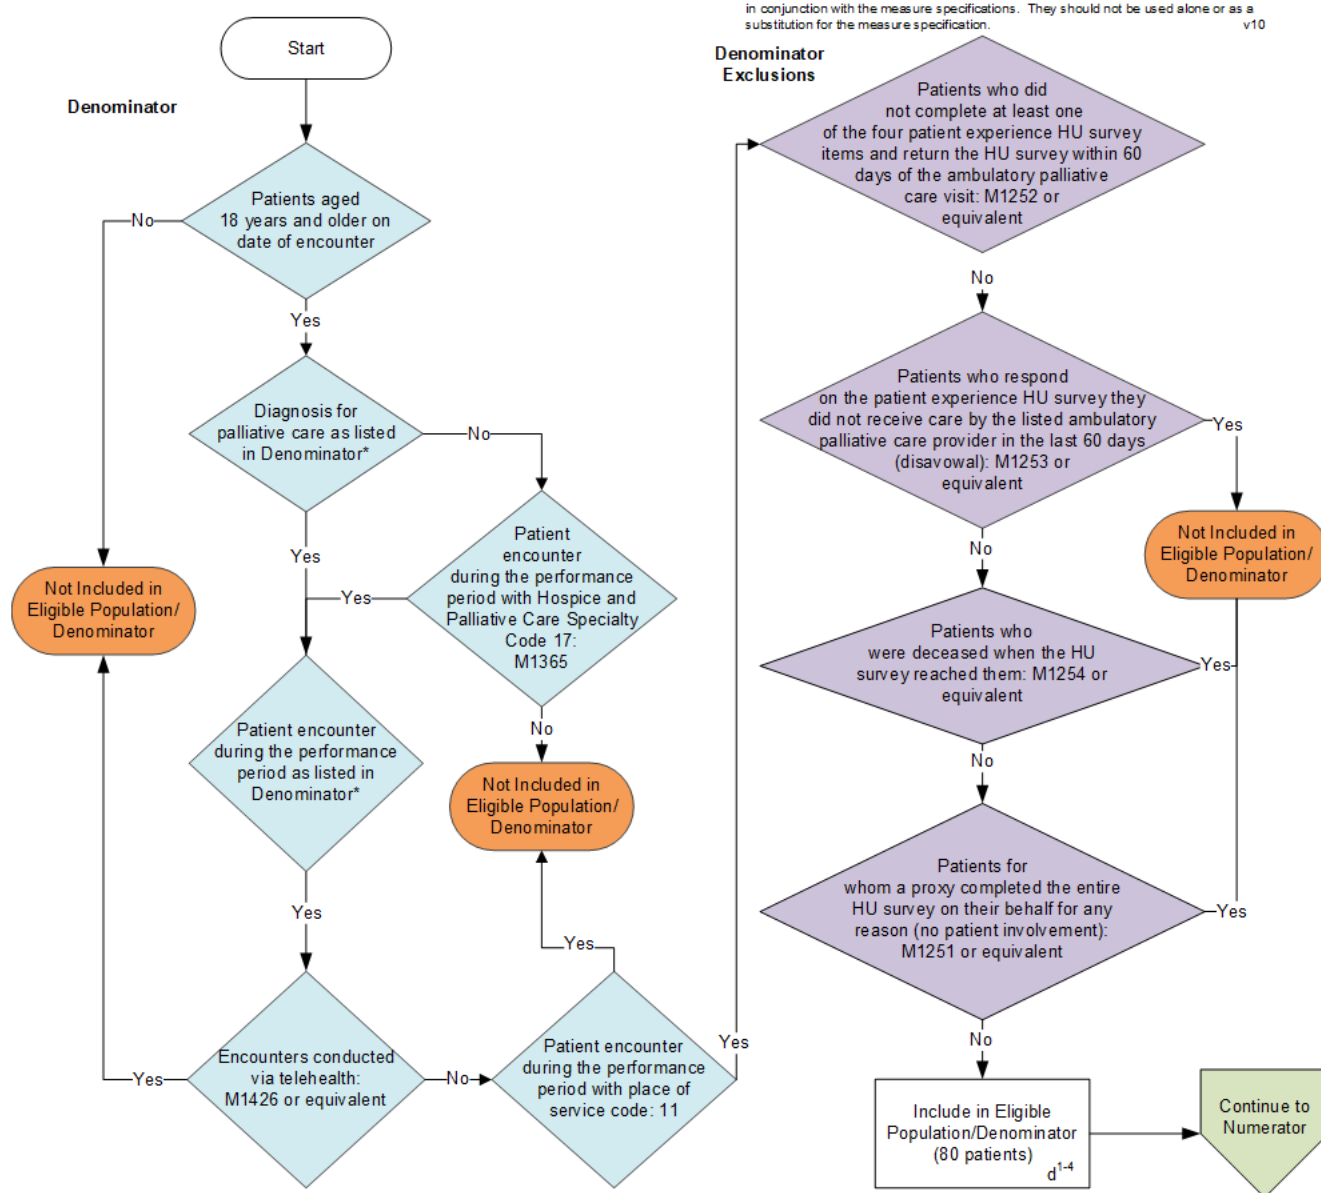 in conjunction with the measure specifications. They should not be used alone or as a
substitution for the measure specification. v10
Start
Denominator
Patients aged
18 years and older on
date of encounter
No
Yes
Diagnosis for
palliative care as listed
in Denominator*
No
Yes
Patient
encounter
during the performance
period with Hospice and
Palliative Care Specialty
Code 17:
M1365
Yes
No
Not Included in
Eligible Population/
Denominator
Patient encounter
during the performance
period as listed in
Denominator*
Not Included in
Eligible Population/
Denominator
Yes
Yes
Encounters conducted
via telehealth:
M1426 or equivalent
Yes
No
Patient encounter
during the performance
period with place of
service code: 11
Yes
Denominator
Exclusions
Patients who did
not complete at least one
of the four patient experience HU survey
items and return the HU survey within 60
days of the ambulatory palliative
care visit: M1252 or
equivalent
No
Patients who respond
on the patient experience HU survey they
did not receive care by the listed ambulatory
palliative care provider in the last 60 days
(disavowal): M1253 or
equivalent
Yes
No
Not Included in
Eligible Population/
Denominator
Patients who
were deceased when the HU
survey reached them: M1254 or
equivalent
Yes
No
Patients for
whom a proxy completed the entire
HU survey on their behalf for any
reason (no patient involvement):
M1251 or equivalent
Yes
No
Include in Eligible
Population/Denominator
(80 patients)
d1-4
Continue to
Numerator